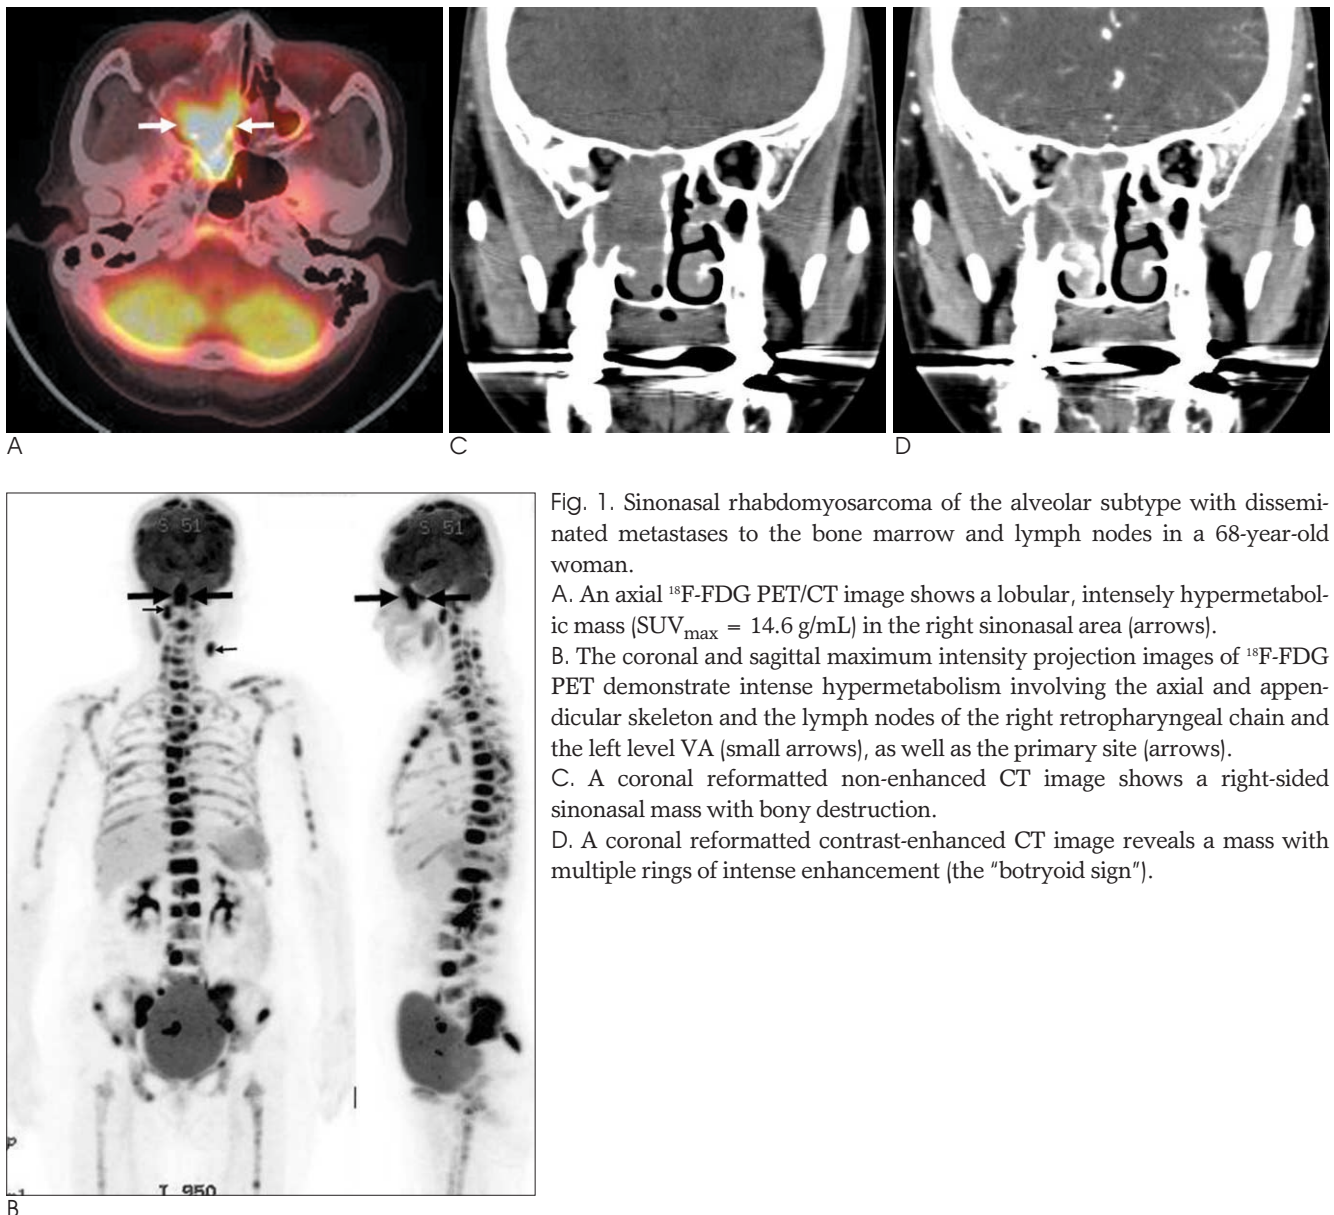 A
C
D
S 51
S 51
I 950
B
Fig. 1. Sinonasal rhabdomyosarcoma of the alveolar subtype with dissemi-
nated metastases to the bone marrow and lymph nodes in a 68-year-old
woman.
A. An axial ¹⁸F-FDG PET/CT image shows a lobular, intensely hypermetabol-
ic mass (SUVmax = 14.6 g/mL) in the right sinonasal area (arrows).
B. The coronal and sagittal maximum intensity projection images of ¹⁸F-FDG
PET demonstrate intense hypermetabolism involving the axial and appen-
dicular skeleton and the lymph nodes of the right retropharyngeal chain and
the left level VA (small arrows), as well as the primary site (arrows).
C. A coronal reformatted non-enhanced CT image shows a right-sided
sinonasal mass with bony destruction.
D. A coronal reformatted contrast-enhanced CT image reveals a mass with
multiple rings of intense enhancement (the “botryoid sign”).